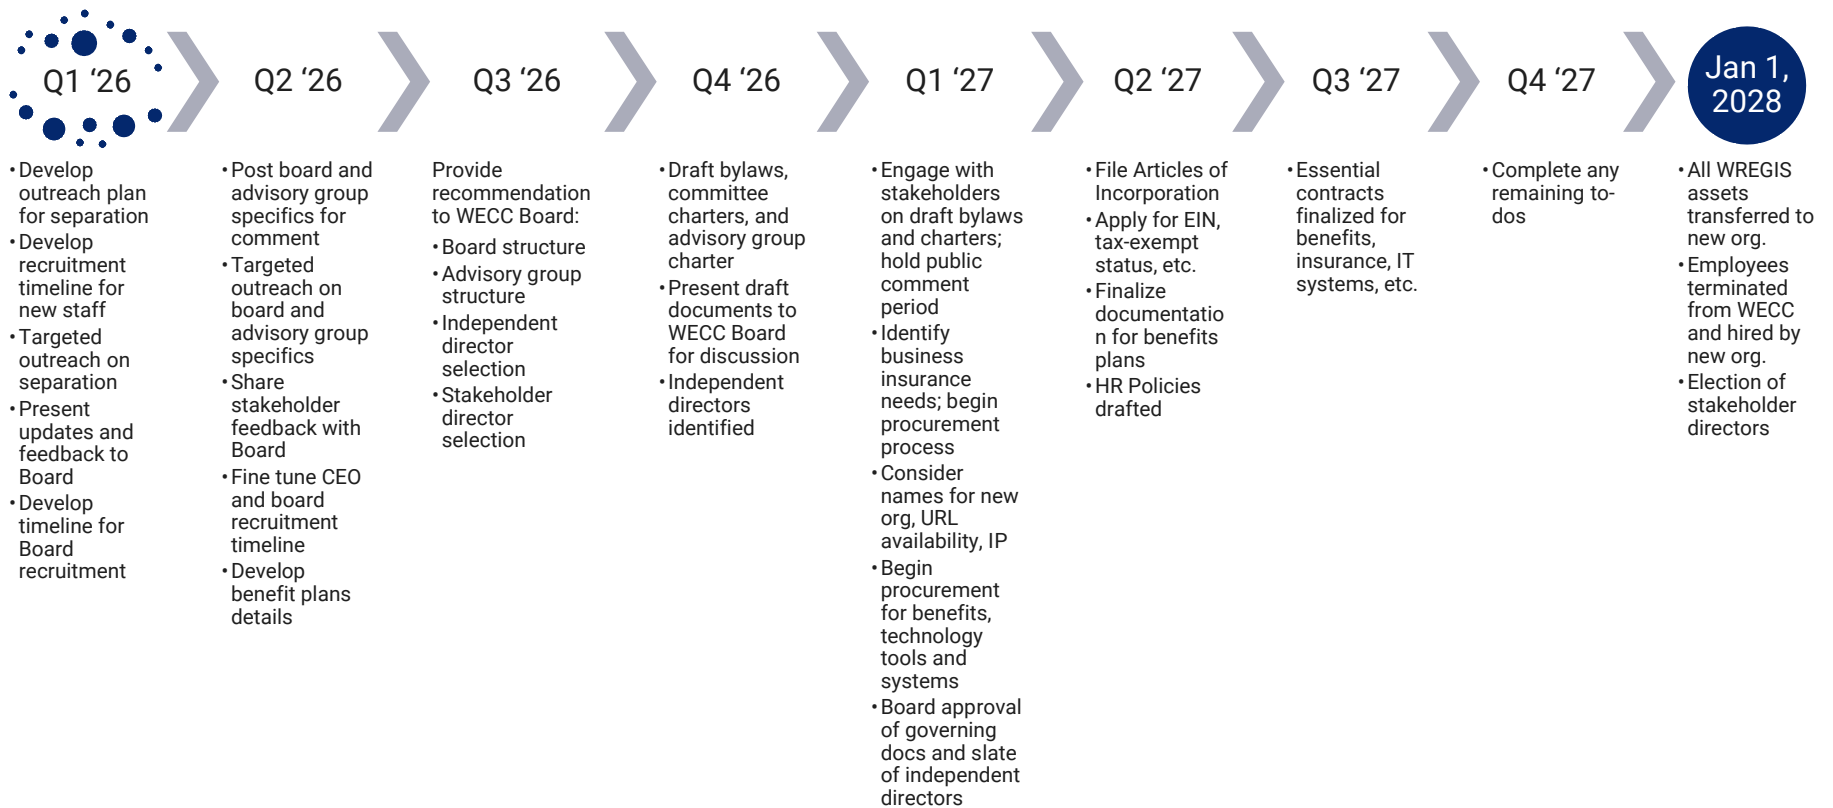 Q1 ‘26
•Develop
outreach plan
for separation
•Develop
recruitment
timeline for
new staff
•Targeted
outreach on
separation
•Present
updates and
feedback to
Board
•Develop
timeline for
Board
recruitment
Q2 ‘26
•Post board and
advisory group
specifics for
comment
•Targeted
outreach on
board and
advisory group
specifics
•Share
stakeholder
feedback with
Board
•Fine tune CEO
and board
recruitment
timeline
•Develop
benefit plans
details
Q3 ‘26
Provide
recommendation
to WECC Board:
•Board structure
•Advisory group
structure
•Independent
director
selection
•Stakeholder
director
selection
Q4 ‘26
•Draft bylaws,
committee
charters, and
advisory group
charter
•Present draft
documents to
WECC Board
for discussion
•Independent
directors
identified
Q1 ‘27
•Engage with
stakeholders
on draft bylaws
and charters;
hold public
comment
period
•Identify
business
insurance
needs; begin
procurement
process
•Consider
names for new
org, URL
availability, IP
•Begin
procurement
for benefits,
technology
tools and
systems
•Board approval
of governing
docs and slate
of independent
directors
Q2 ‘27
•File Articles of
Incorporation
•Apply for EIN,
tax-exempt
status, etc.
•Finalize
documentatio
n for benefits
plans
•HR Policies
drafted
Q3 ‘27
•Essential
contracts
finalized for
benefits,
insurance, IT
systems, etc.
Q4 ‘27
•Complete any
remaining to-
dos
Jan 1,
2028
•All WREGIS
assets
transferred to
new org.
•Employees
terminated
from WECC
and hired by
new org.
•Election of
stakeholder
directors